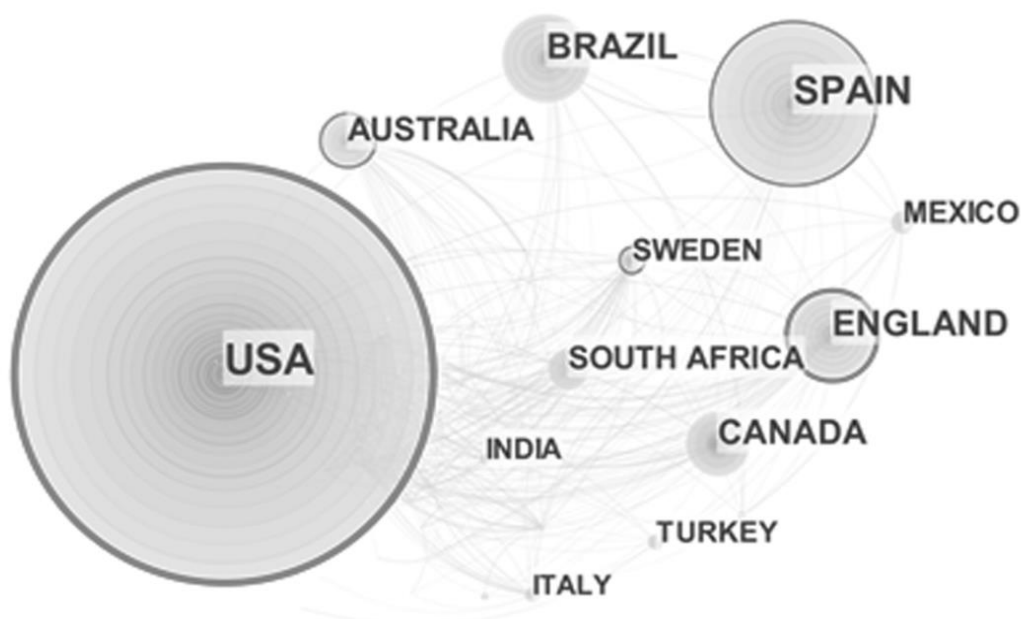 BRAZIL
SPAIN
AUSTRALIA
MEXICO
SWEDEN
ENGLAND
USA
SOUTH AFRICA
CANADA
INDIA
TURKEY
ITALY